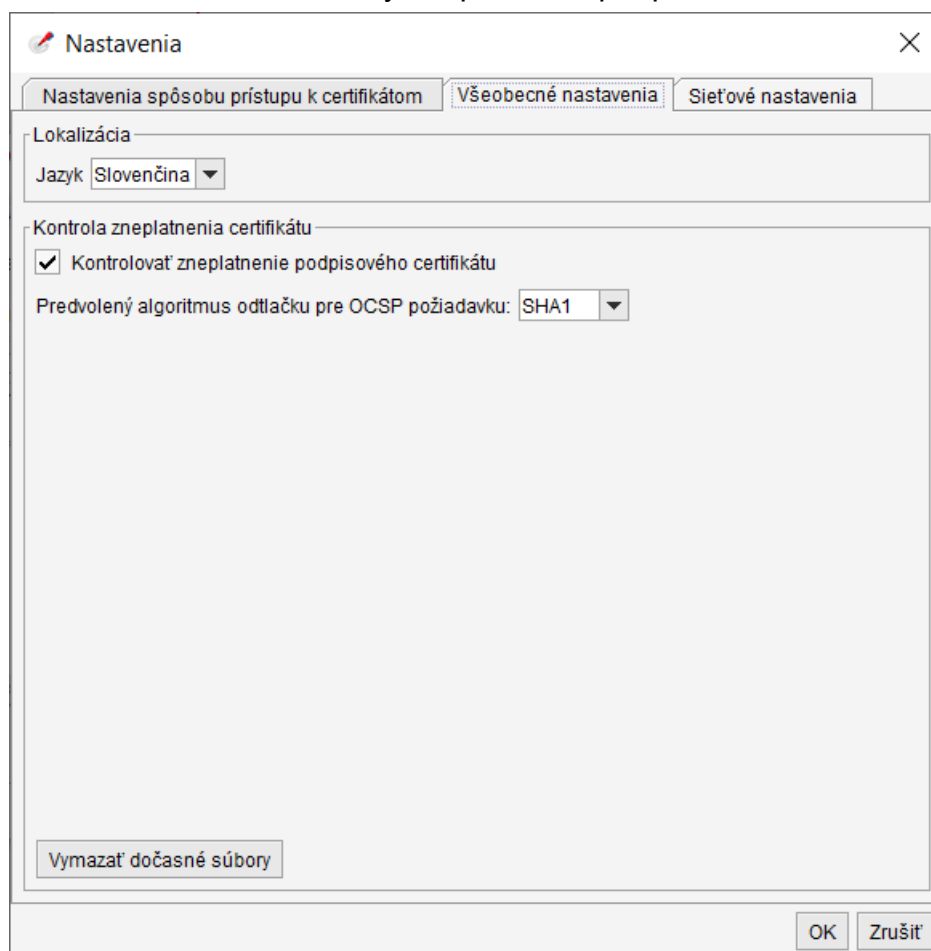 Nastavenia
Nastavenia spôsobu prístupu k certifikátom Všeobecné nastavenia Sieťové nastavenia
Lokalizácia
Jazyk Slovenčina
Kontrola zneplatnenia certifikátu
Kontrolovať zneplatnenie podpisového certifikátu
Predvolený algoritmus odtlačku pre OCSP požiadavku: SHA1
Vymazať dočasné súbory
OK Zrušiť